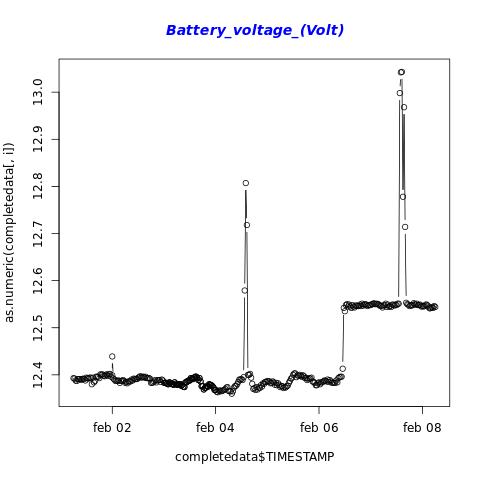 Battery_voltage_(Volt)
as.numeric(completedata[, i])
13.0
12.9
12.8
12.7
12.6
12.5
12.4
feb 02 feb 04 feb 06 feb 08
completedata$TIMESTAMP